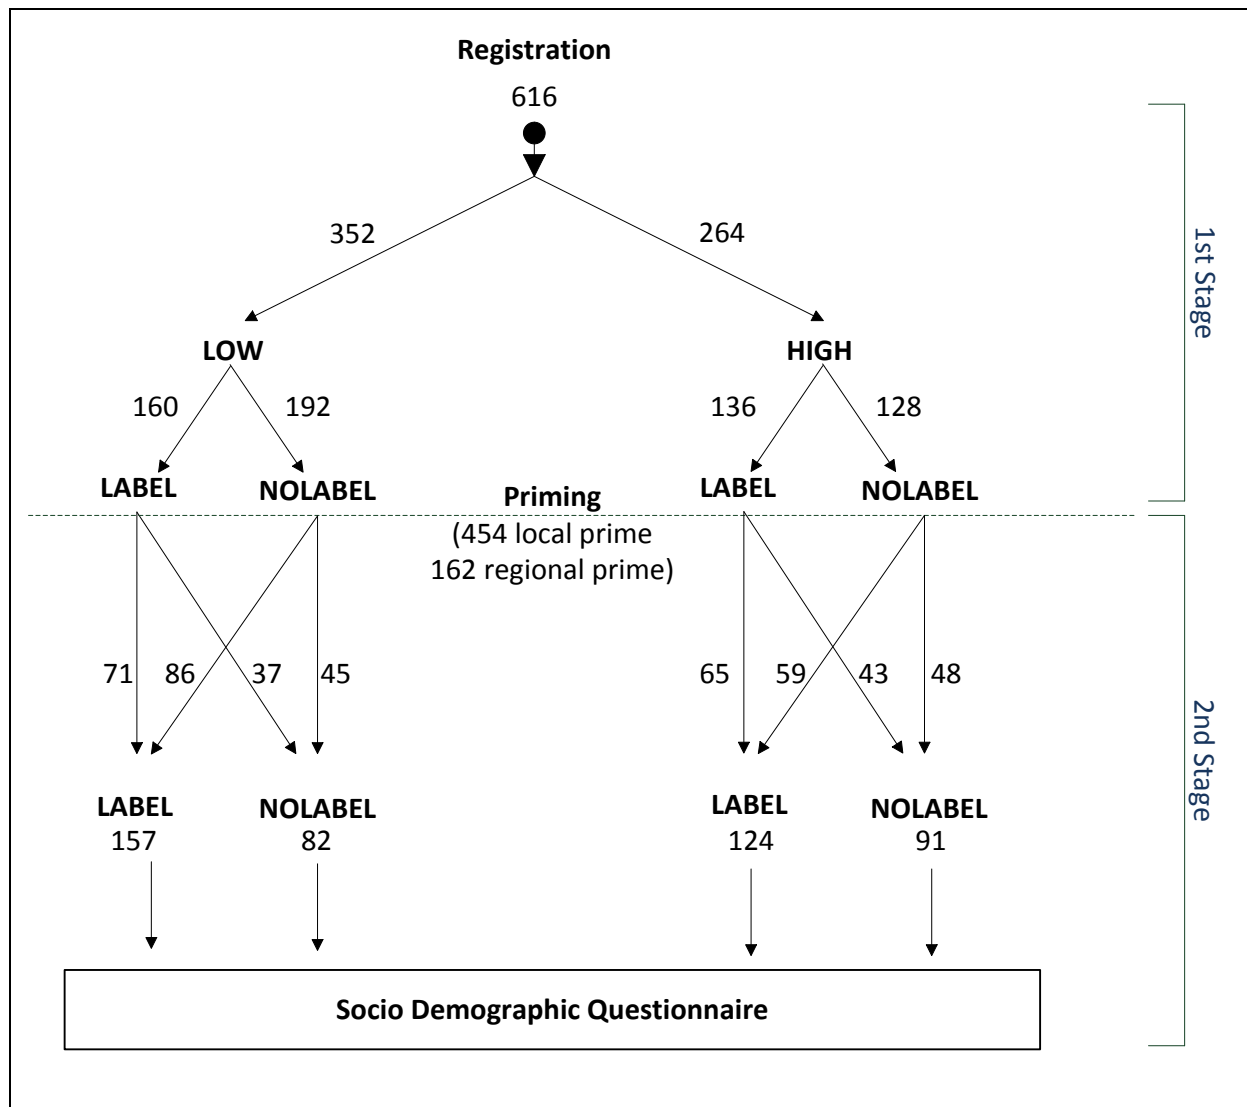 Registration
616
352
264
1st Stage
LOW
HIGH
160
192
136
128
LABEL
NOLABEL
LABEL
NOLABEL
Priming
(454 local prime
162 regional prime)
71
86
37
45
65
59
43
48
2nd Stage
LABEL
157
NOLABEL
82
LABEL
124
NOLABEL
91
Socio Demographic Questionnaire